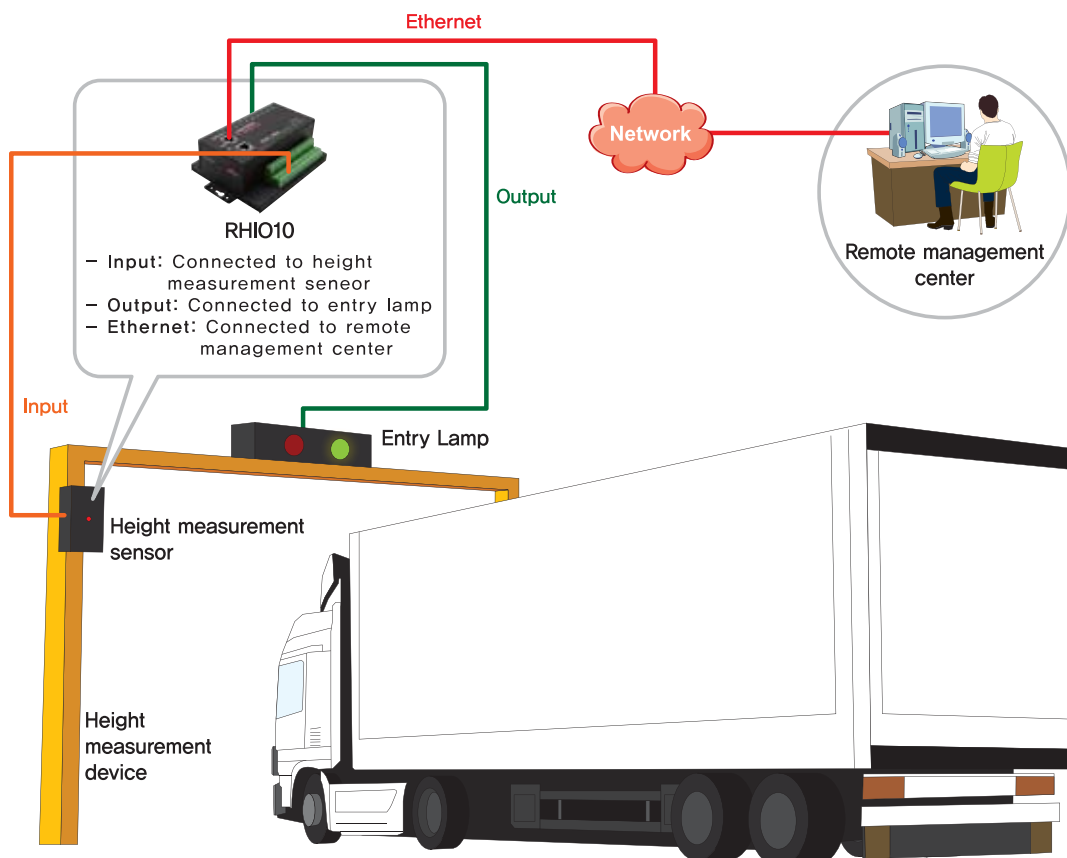 Ethernet
Network
Output
RHIO10
- Input: Connected to height
measurement seneor
- Output: Connected to entry lamp
- Ethernet: Connected to remote
management center
Remote management
center
Input
Entry Lamp
Height measurement
sensor
Height
measurement
device